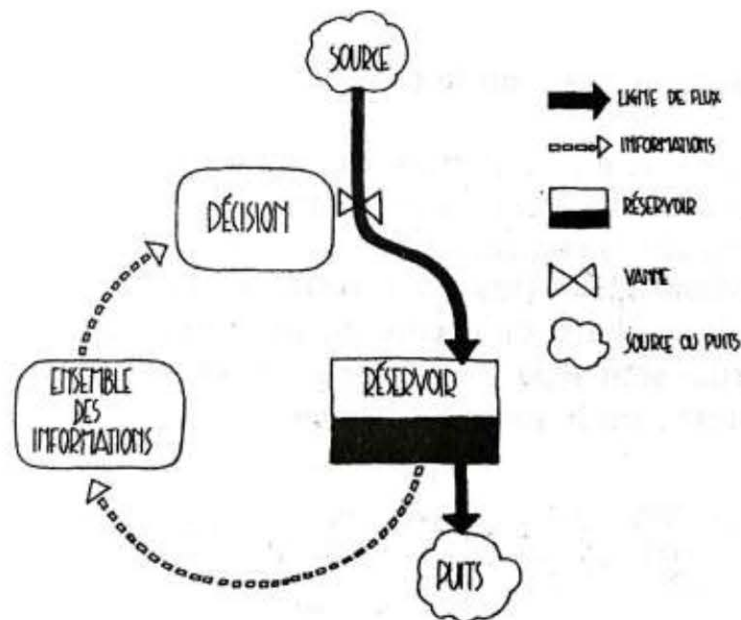 SOURCE
LIGNE DE FLUX
INFORMATIONS
DÉCISION
RÉSERVOIR
VANNE
SOURCE OU PUITS
ENSEMBLE
DES
INFORMATIONS
RÉSERVOIR
PUITS